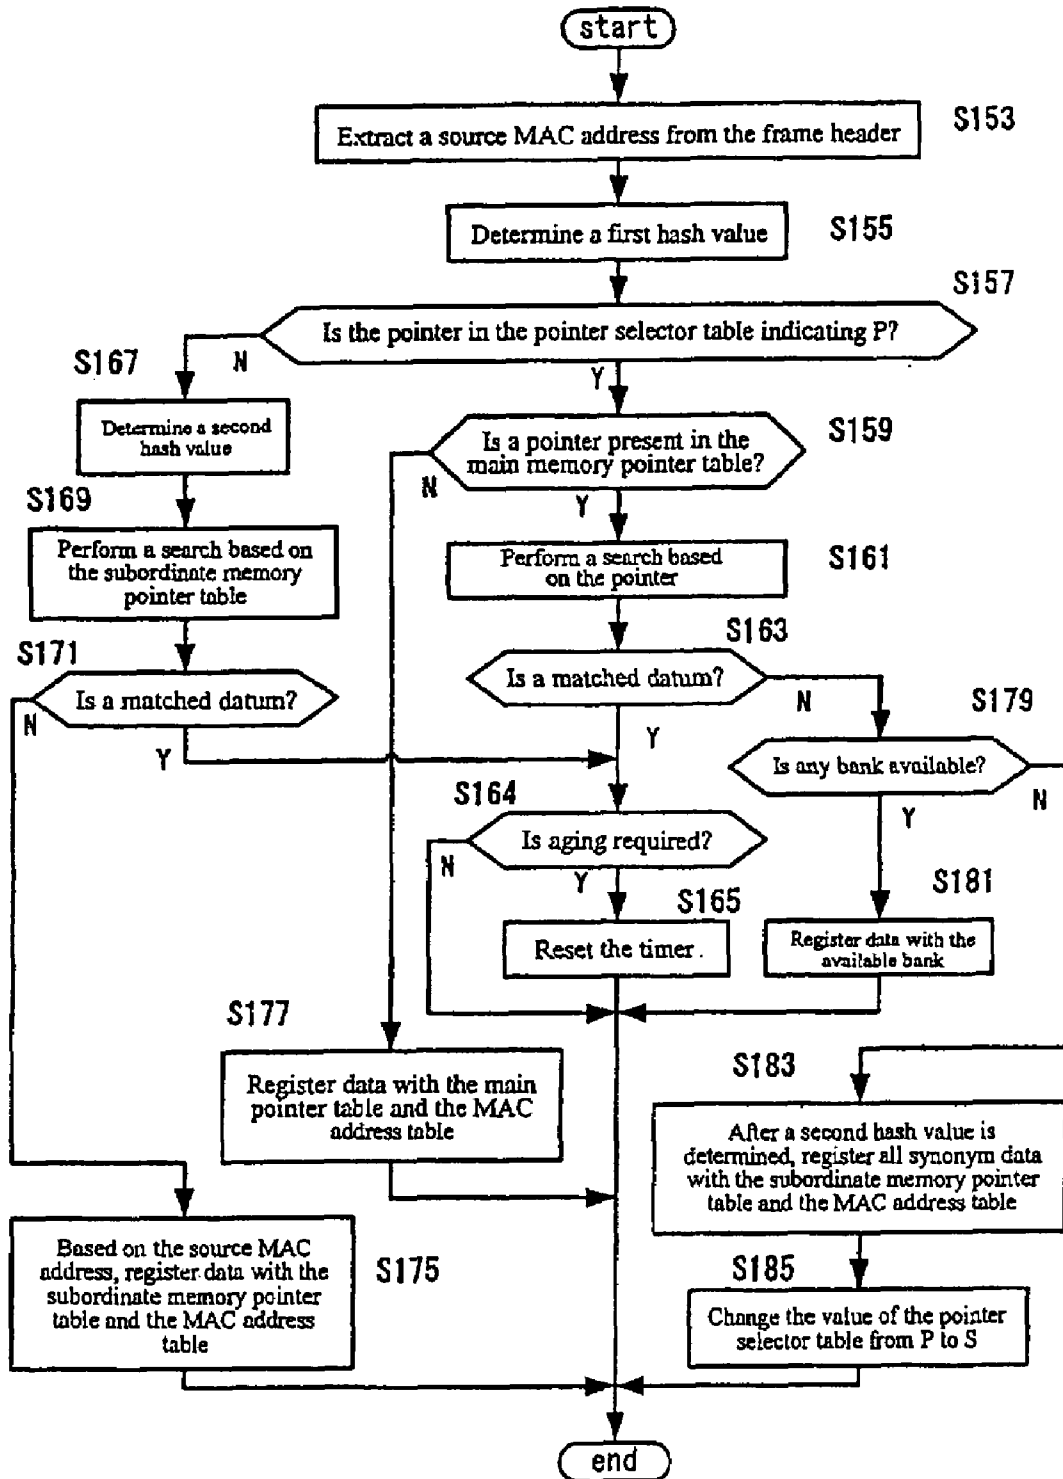 start
Extract a source MAC address from the frame header
S153
Determine a first hash value
S155
S157
Is the pointer in the pointer selector table indicating P?
N
Y
S167
Determine a second
hash value
Is a pointer present in the
main memory pointer table?
S159
N
Y
S169
Perform a search based on
the subordinate memory
pointer table
Perform a search based
on the pointer
S161
S171
Is a matched datum?
N
Y
S163
Is a matched datum?
N
Y
S179
Is any bank available?
N
Y
S164
Is aging required?
N
Y
S165
Reset the timer.
S181
Register data with the
available bank
S177
Register data with the main
pointer table and the MAC
address table
S183
After a second hash value is
determined, register all synonym data
with the subordinate memory pointer
table and the MAC address table
Based on the source MAC
address, register data with the
subordinate memory pointer
table and the MAC address
table
S175
S185
Change the value of the pointer
selector table from P to S
end